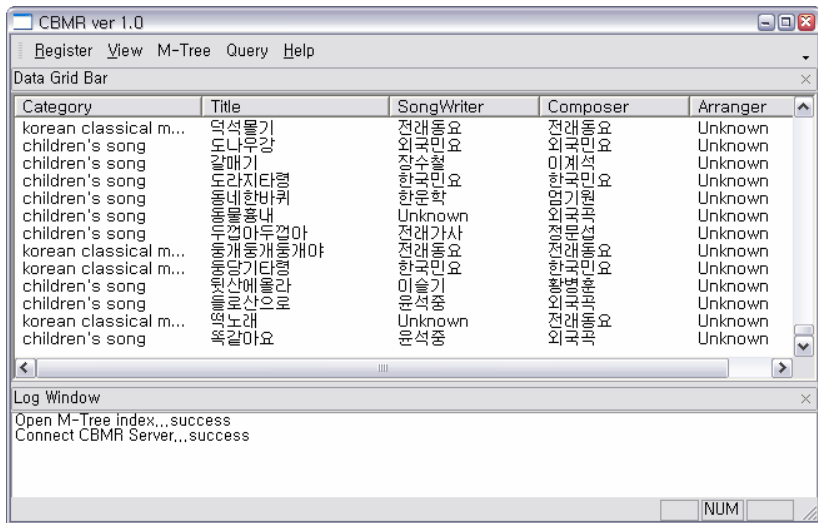 CBMR ver 1.0
Register View M-Tree Query Help
Data Grid Bar
Category Title SongWriter Composer Arranger
korean classical m... 덕석몰기 전래동요 전래동요 Unknown
children's song 도나우강 외국민요 외국민요 Unknown
children's song 갈매기 장수철 이계석 Unknown
children's song 도라지타령 한국민요 한국민요 Unknown
children's song 동네한바퀴 한운학 엄기원 Unknown
children's song 동물흉내 Unknown 외국곡 Unknown
children's song 두껍아두껍아 전래가사 정문섭 Unknown
korean classical m... 둥개둥개둥개야 전래동요 전래동요 Unknown
korean classical m... 둥당기타령 한국민요 한국민요 Unknown
children's song 뒷산에올라 이슬기 황병훈 Unknown
children's song 들로산으로 윤석중 외국곡 Unknown
korean classical m... 떡노래 Unknown 전래동요 Unknown
children's song 똑같아요 윤석중 외국곡 Unknown
Log Window
Open M-Tree index,,,success
Connect CBMR Server,,,success
NUM